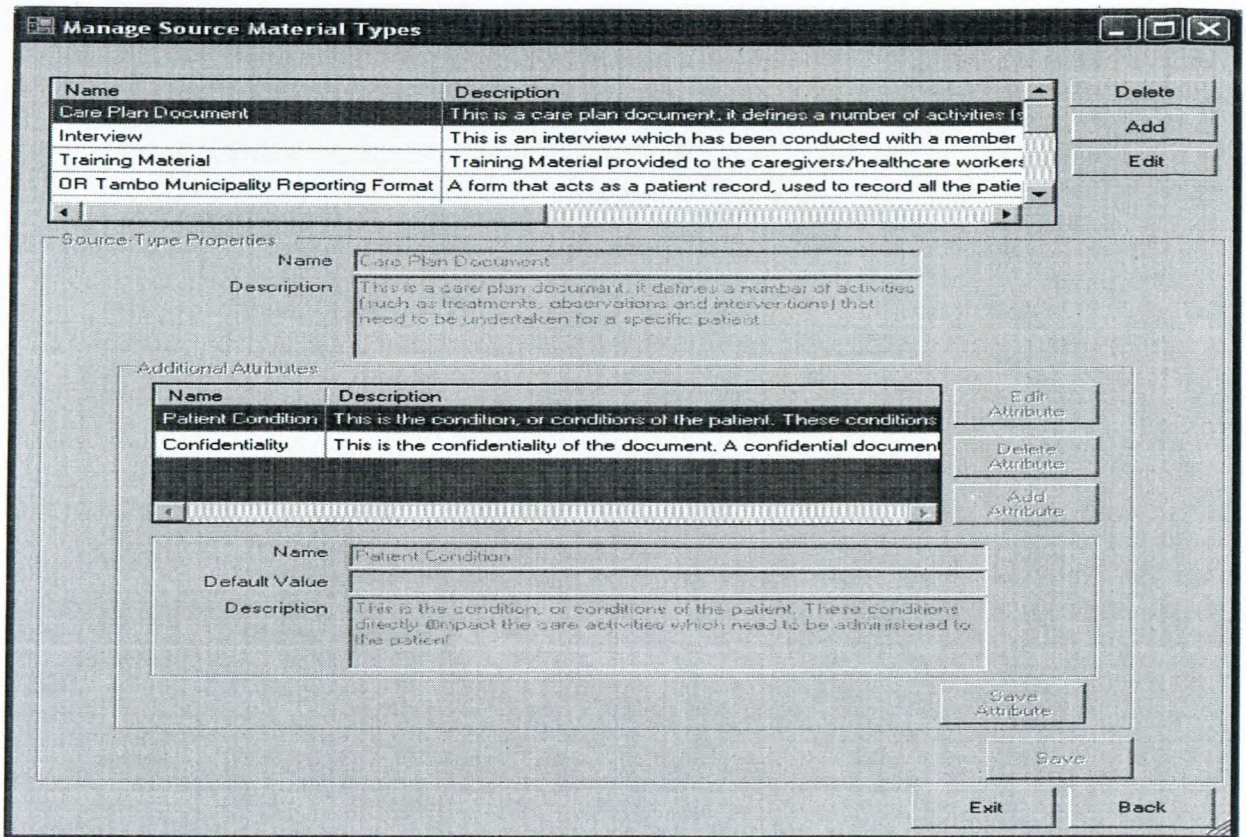 Manage Source Material Types
Name Description
Care Plan Document This is a care plan document, it defines a number of activities (s
Interview This is an interview which has been conducted with a member
Training Material Training Material provided to the caregivers/healthcare workers
OR Tambo Municipality Reporting Format A form that acts as a patient record, used to record all the patie
Delete
Add
Edit
Source-Type Properties
Name Care Plan Document
Description This is a care plan document, it defines a number of activities
(such as treatments, observations and interventions) that
need to be undertaken for a specific patient
Additional Attributes
Name Description
Patient Condition This is the condition, or conditions of the patient. These conditions
Confidentiality This is the confidentiality of the document. A confidential document
Edit
Attribute
Delete
Attribute
Add
Attribute
Name Patient Condition
Default Value
Description This is the condition, or conditions of the patient. These conditions
directly impact the care activities which need to be administered to
the patient
Save
Attribute
Save
Exit Back